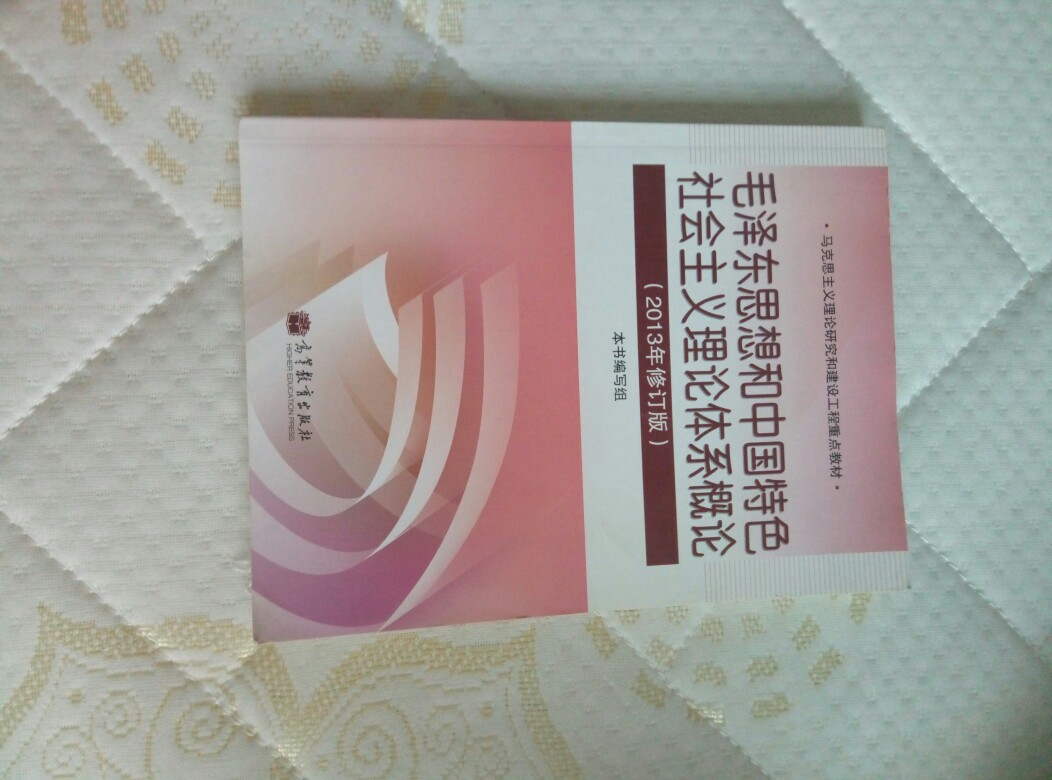 ·马克思主义理论研究和建设工程重点教材·
毛泽东思想和中国特色
社会主义理论体系概论
（2013年修订版）
本书编写组
高等教育出版社
HIGHER EDUCATION PRESS